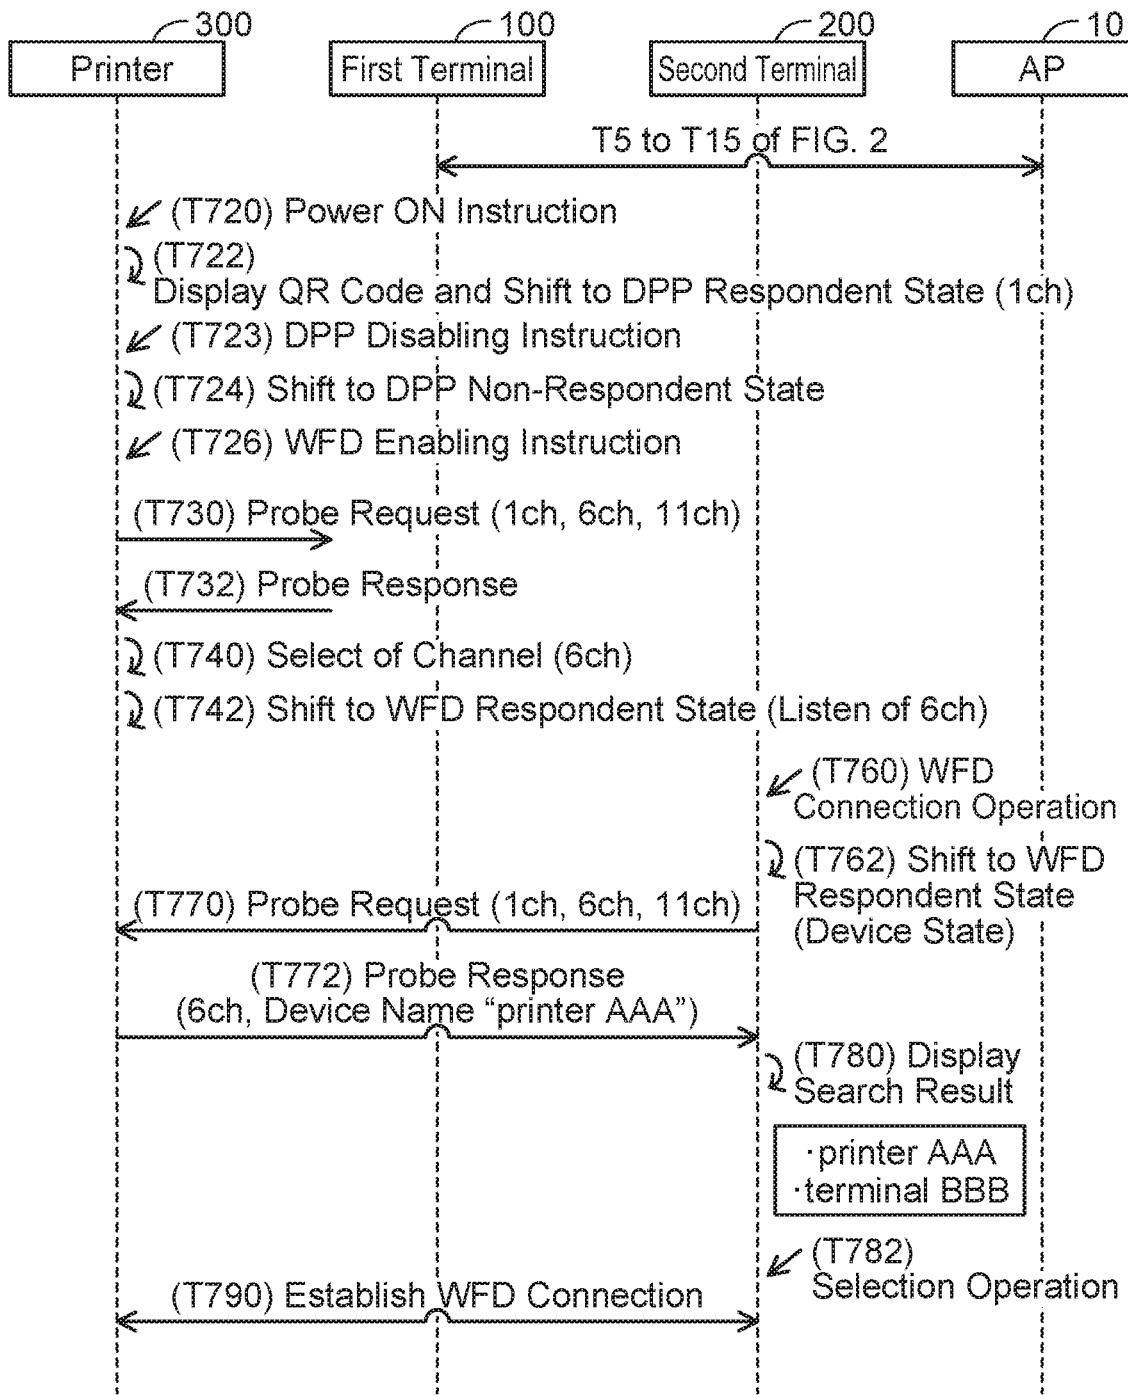 300
100
200
10
Printer
First Terminal
Second Terminal
AP
T5 to T15 of FIG. 2
(T720) Power ON Instruction
(T722)
Display QR Code and Shift to DPP Respondent State (1ch)
(T723) DPP Disabling Instruction
(T724) Shift to DPP Non-Respondent State
(T726) WFD Enabling Instruction
(T730) Probe Request (1ch, 6ch, 11ch)
(T732) Probe Response
(T740) Select of Channel (6ch)
(T742) Shift to WFD Respondent State (Listen of 6ch)
(T760) WFD
Connection Operation
(T762) Shift to WFD
Respondent State
(Device State)
(T770) Probe Request (1ch, 6ch, 11ch)
(T772) Probe Response
(6ch, Device Name “printer AAA”)
(T780) Display
Search Result
·printer AAA
·terminal BBB
(T782)
Selection Operation
(T790) Establish WFD Connection